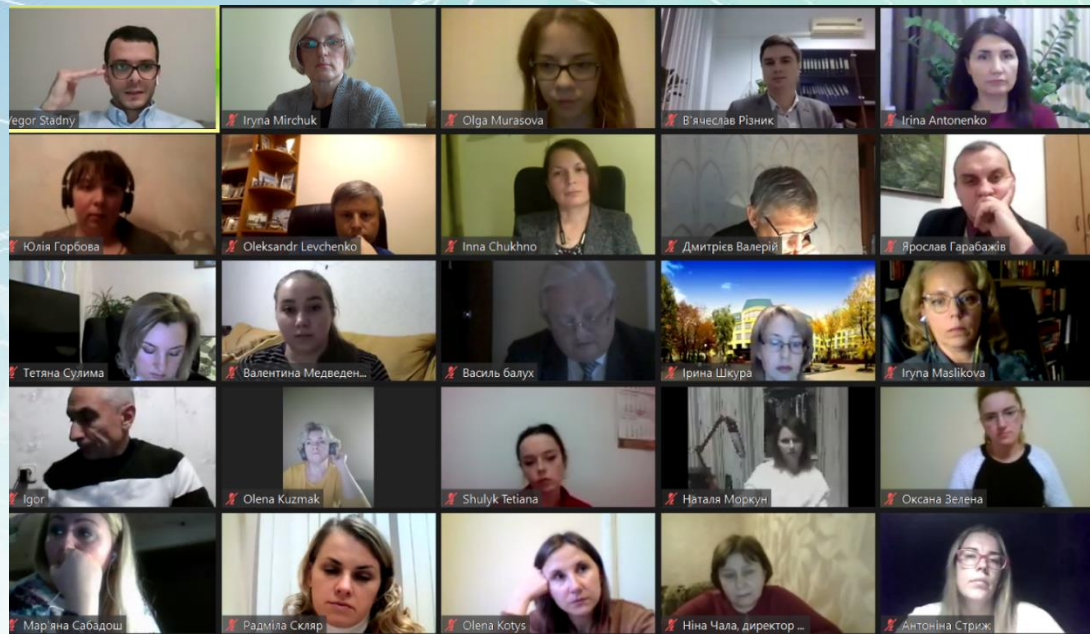 Yegor Stadny
Iryna Mirchuk
Olga Murasova
В'ячеслав Різник
Irina Antonenko
Юлія Горбова
Oleksandr Levchenko
Inna Chukhno
Дмитрієв Валерій
Ярослав Гарабажів
Тетяна Сулима
Валентина Медведен...
Василь балух
Ірина Шкура
Iryna Maslikova
Igor
Olena Kuzmak
Shulyk Tetiana
Наталя Моркун
Оксана Зелена
Мар'яна Сабадош
Радміла Скляр
Olena Kotys
Ніна Чала, директор ...
Антоніна Стриж